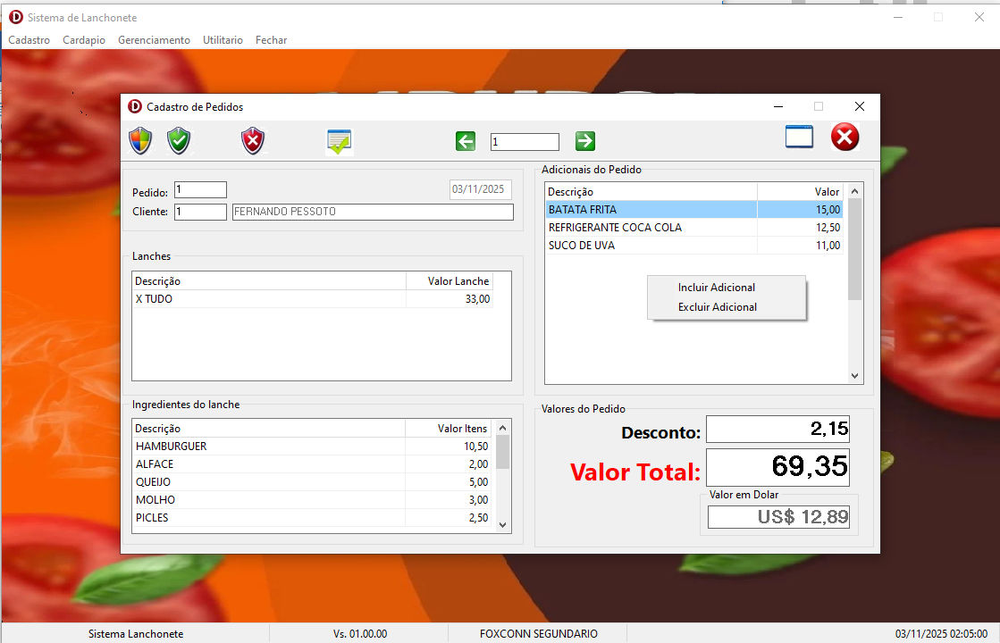 Sistema de Lanchonete
Cadastro Cardapio Gerenciamento Utilitario Fechar
Cadastro de Pedidos
1
Pedido: 1 03/11/2025
Cliente: 1 FERNANDO PESSOTO
Lanches
Descrição Valor Lanche
X TUDO 33,00
Ingredientes do lanche
Descrição Valor Itens
HAMBURGUER 10,50
ALFACE 2,00
QUEIJO 5,00
MOLHO 3,00
PICLES 2,50
Adicionais do Pedido
Descrição Valor
BATATA FRITA 15,00
REFRIGERANTE COCA COLA 12,50
SUCO DE UVA 11,00
Incluir Adicional
Excluir Adicional
Valores do Pedido
Desconto: 2,15
Valor Total: 69,35
Valor em Dolar
US$ 12,89
Sistema Lanchonete Vs. 01.00.00 FOXCONN SEGUNDARIO 03/11/2025 02:05:00